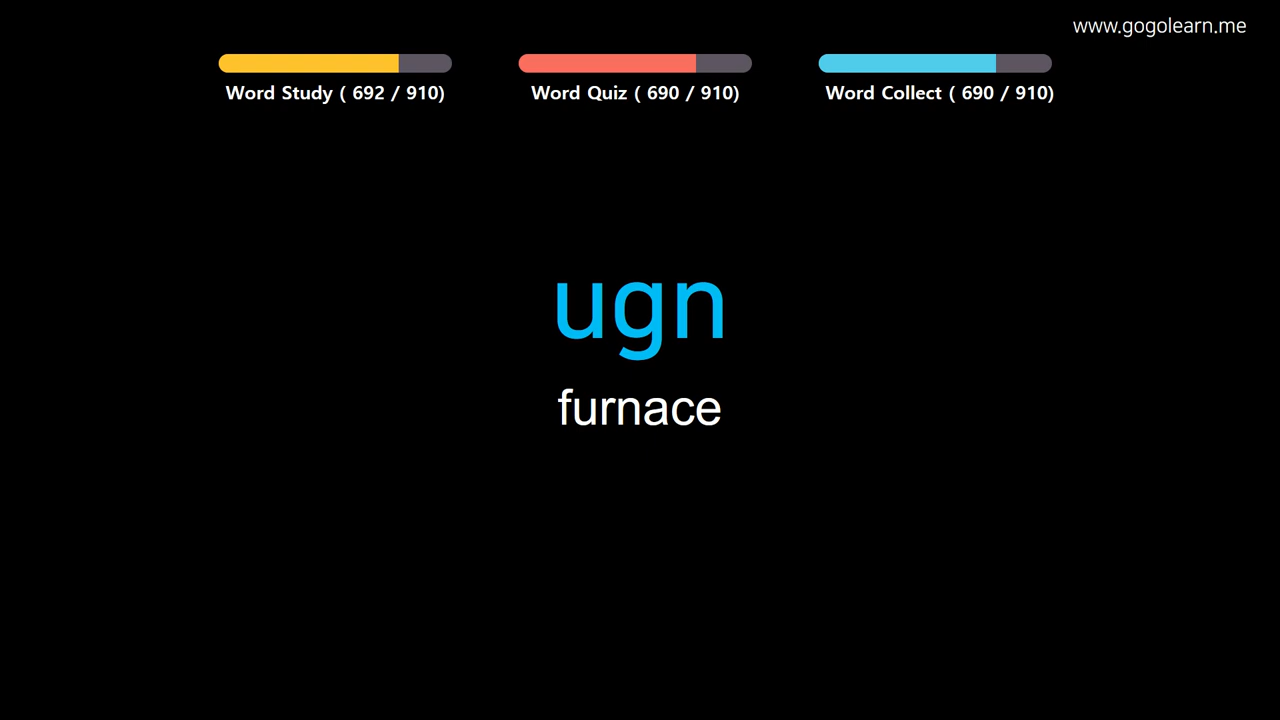 www.gogolearn.me
Word Study ( 692 / 910)
Word Quiz ( 690 / 910)
Word Collect ( 690 / 910)
ugn
furnace